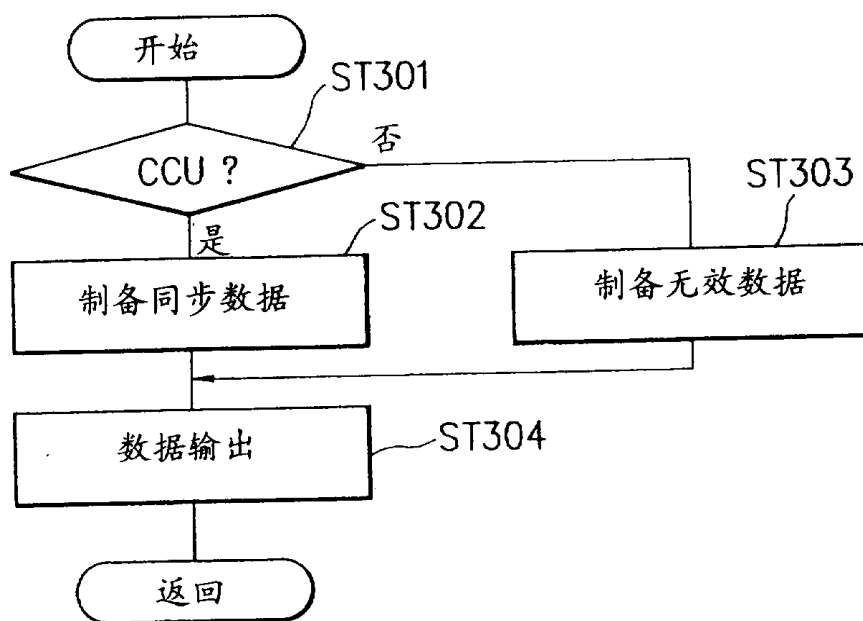 开始
ST301
CCU ?
否
是
ST302
ST303
制备同步数据
制备无效数据
数据输出
ST304
返回